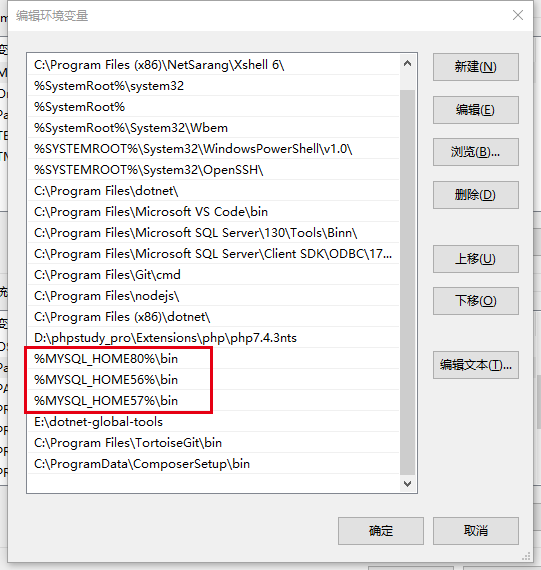 编辑环境变量
C:\Program Files (x86)\NetSarang\Xshell 6\
%SystemRoot%\system32
%SystemRoot%
%SystemRoot%\System32\Wbem
%SYSTEMROOT%\System32\WindowsPowerShell\v1.0\
%SYSTEMROOT%\System32\OpenSSH\
C:\Program Files\dotnet\
C:\Program Files\Microsoft VS Code\bin
C:\Program Files\Microsoft SQL Server\130\Tools\Binn\
C:\Program Files\Microsoft SQL Server\Client SDK\ODBC\17...
C:\Program Files\Git\cmd
C:\Program Files\nodejs\
C:\Program Files (x86)\dotnet\
D:\phpstudy_pro\Extensions\php\php7.4.3nts
%MYSQL_HOME80%\bin
%MYSQL_HOME56%\bin
%MYSQL_HOME57%\bin
E:\dotnet-global-tools
C:\Program Files\TortoiseGit\bin
C:\ProgramData\ComposerSetup\bin
新建(N)
编辑(E)
浏览(B)...
删除(D)
上移(U)
下移(O)
编辑文本(T)...
确定
取消